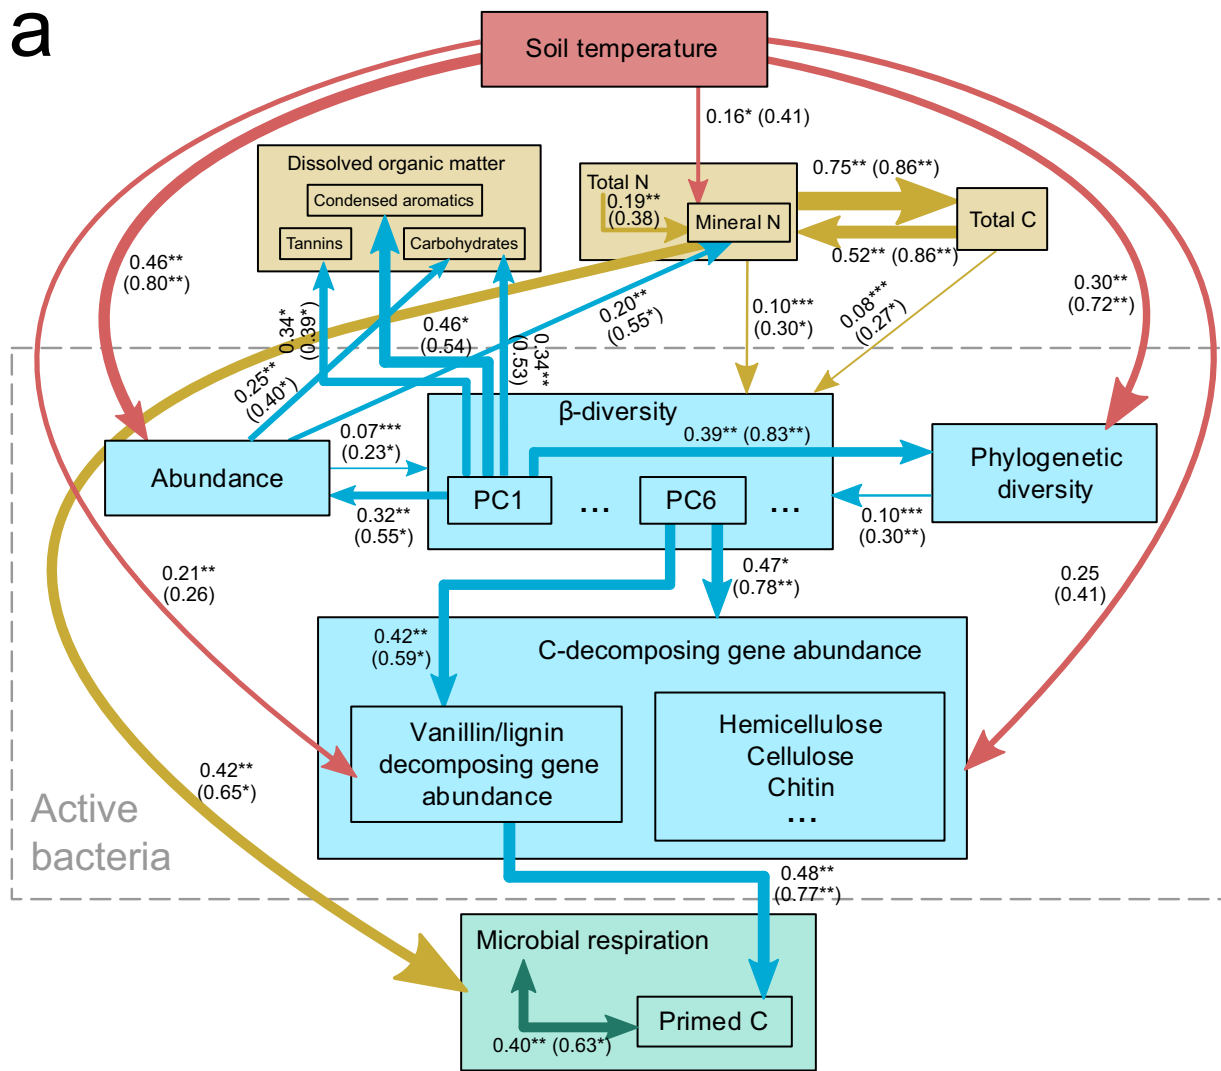 a
Soil temperature
0.16* (0.41)
Dissolved organic matter
Condensed aromatics
Tannins
Carbohydrates
Total N
0.19**
(0.38)
Mineral N
0.75** (0.86**)
Total C
0.52** (0.86**)
0.46**
(0.80**)
0.30**
(0.72**)
0.34*
(0.39*)
0.46*
(0.54)
0.34**
(0.53)
0.20**
(0.55*)
0.10***
(0.30*)
0.08***
(0.27*)
0.25**
(0.40*)
β-diversity
0.07***
(0.23*)
0.39** (0.83**)
Abundance
PC1
...
PC6
...
Phylogenetic
diversity
0.32**
(0.55*)
0.10***
(0.30**)
0.21**
(0.26)
0.47*
(0.78**)
0.25
(0.41)
0.42**
(0.59*)
C-decomposing gene abundance
Vanillin/lignin
decomposing gene
abundance
Hemicellulose
Cellulose
Chitin
...
0.42**
(0.65*)
Active
bacteria
0.48**
(0.77**)
Microbial respiration
Primed C
0.40** (0.63*)